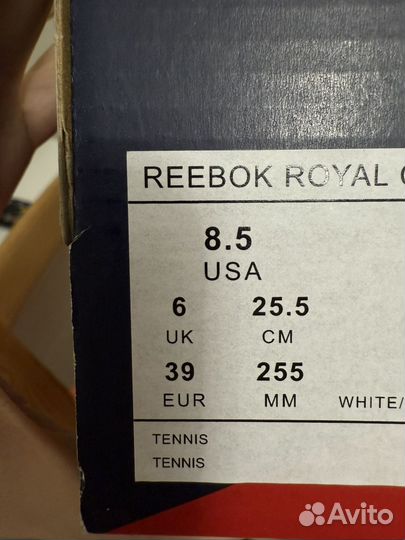 REEBOK ROYAL
8.5
USA
6 25.5
UK CM
39 255
EUR MM WHITE/
TENNIS
TENNIS
Avito